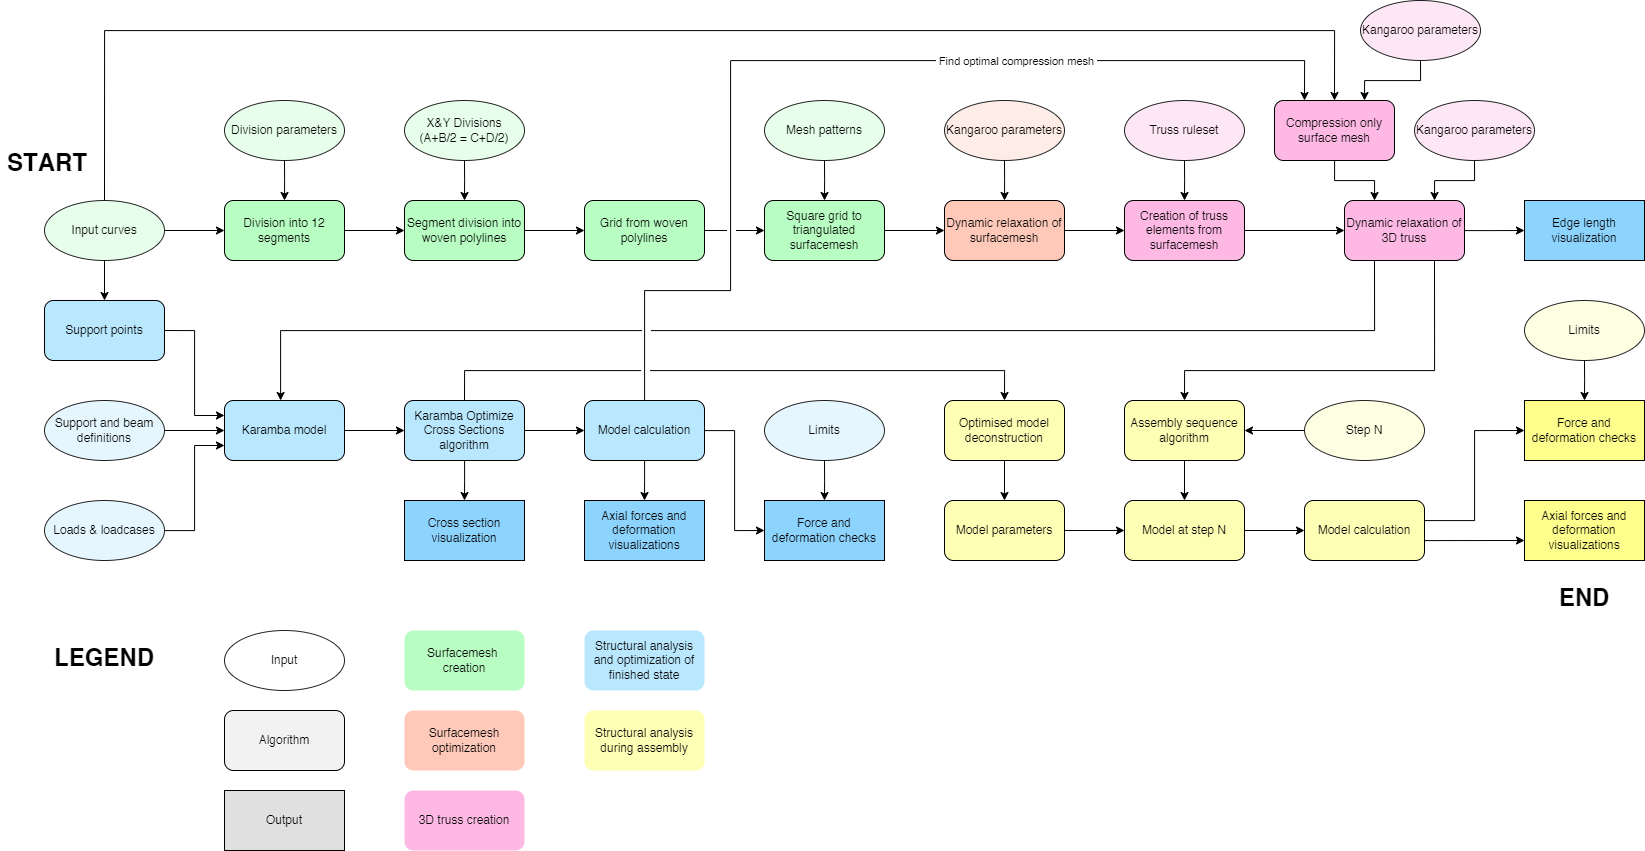 Kangaroo parameters
Find optimal compression mesh
START
Division parameters
X&Y Divisions
(A+B/2 = C+D/2)
Mesh patterns
Kangaroo parameters
Truss ruleset
Compression only
surface mesh
Kangaroo parameters
Input curves
Division into 12
segments
Segment division into
woven polylines
Grid from woven
polylines
Square grid to
triangulated
surfacemesh
Dynamic relaxation of
surfacemesh
Creation of truss
elements from
surfacemesh
Dynamic relaxation of
3D truss
Edge length
visualization
Support points
Limits
Support and beam
definitions
Karamba model
Karamba Optimize
Cross Sections
algorithm
Model calculation
Limits
Optimised model
deconstruction
Assembly sequence
algorithm
Step N
Force and
deformation checks
Loads & loadcases
Cross section
visualization
Axial forces and
deformation
visualizations
Force and
deformation checks
Model parameters
Model at step N
Model calculation
Axial forces and
deformation
visualizations
END
LEGEND
Input
Surfacemesh
creation
Structural analysis
and optimization of
finished state
Algorithm
Surfacemesh
optimization
Structural analysis
during assembly
Output
3D truss creation